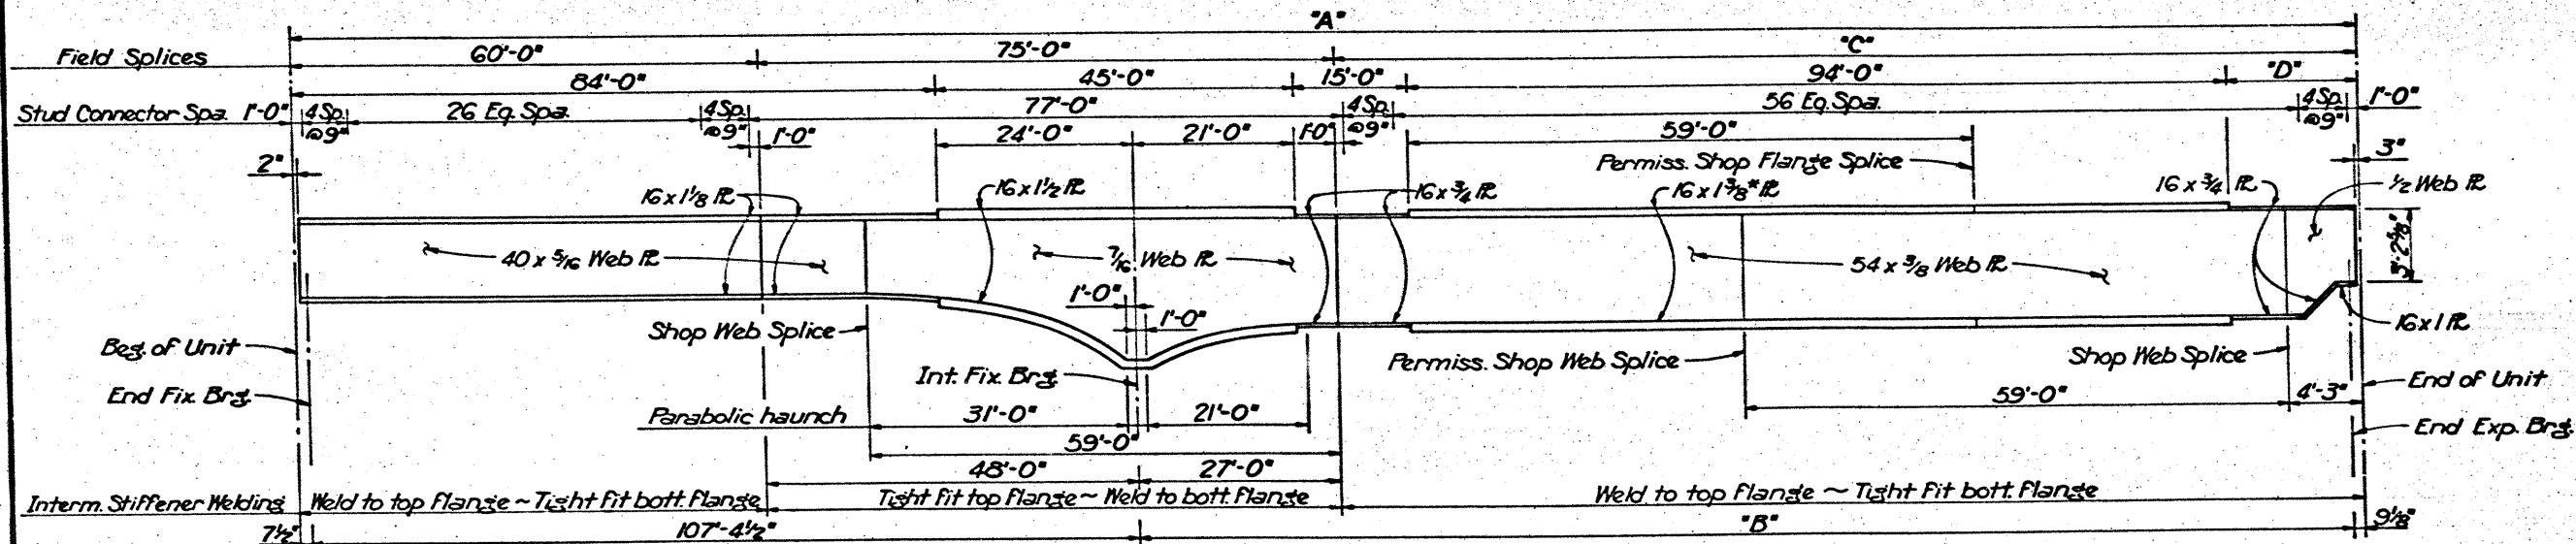 "A"
Field Splices 60'-0" 75'-0" "C"
84'-0" 45'-0" 15'-0" 94'-0" "D"
Stud Connector Spa. 1'-0" 4 Sp. @ 9" 26 Eq. Spa. 4 Sp. @ 9" 77'-0" 4 Sp. @ 9" 56 Eq. Spa. 4 Sp. @ 9" 1'-0"
1'-0" 24'-0" 21'-0" 1'-0" 59'-0"
2" Permiss. Shop Flange Splice 3"
16 x 1 1/8 PL 16 x 1 1/2 PL 16 x 3/4 PL 16 x 1 3/8* PL 16 x 3/4 PL 1/2 Web PL
40 x 5/16 Web PL 7/16 Web PL 54 x 3/8 Web PL 3'-2 5/8"
1'-0"
1'-0"
Shop Web Splice 16 x 1 PL
Beg. of Unit Permiss. Shop Web Splice Shop Web Splice
Int. Fix. Brg. End of Unit
End Fix. Brg. 59'-0" 4'-3"
Parabolic haunch 31'-0" 21'-0" End Exp. Brg.
59'-0"
48'-0" 27'-0"
Interm. Stiffener Welding Weld to top flange ~ Tight fit bott. flange Tight fit top flange ~ Weld to bott. flange Weld to top flange ~ Tight fit bott. flange
7 1/2" 107'-4 1/2" "B" 9 1/8"